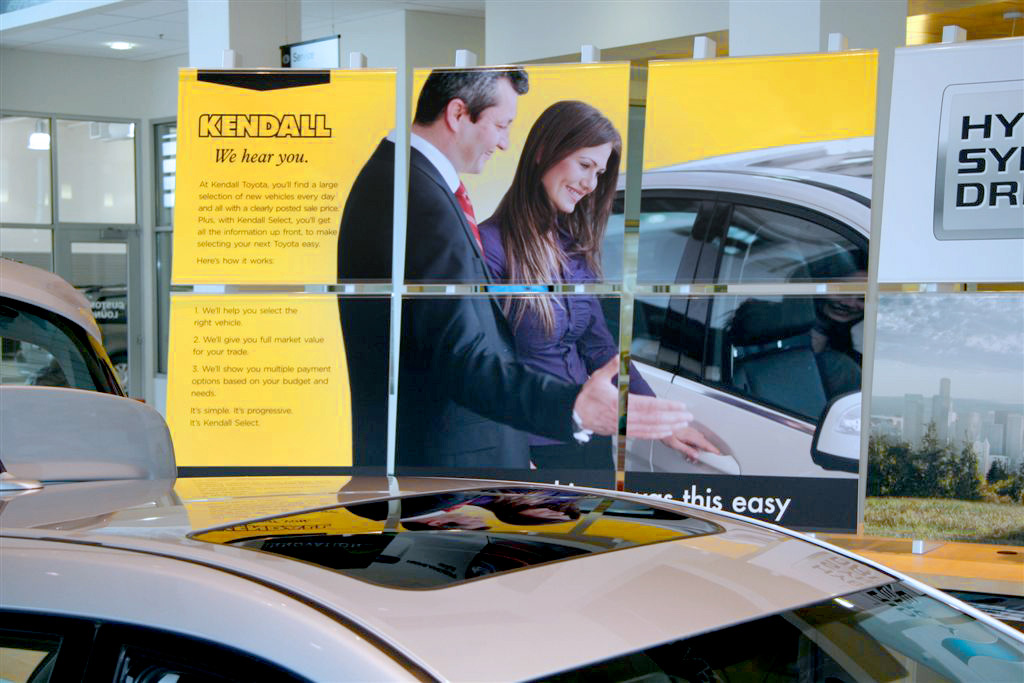 Service
KENDALL
We hear you.
At Kendall Toyota, you'll find a large
selection of new vehicles every day
and all with a clearly posted sale price.
Plus, with Kendall Select, you'll get
all the information up front, to make
selecting your next Toyota easy.
Here's how it works:
1. We'll help you select the
right vehicle.
2. We'll give you full market value
for your trade.
3. We'll show you multiple payment
options based on your budget and
needs.
It's simple. It's progressive.
It's Kendall Select.
was this easy
HY
SY
DRI